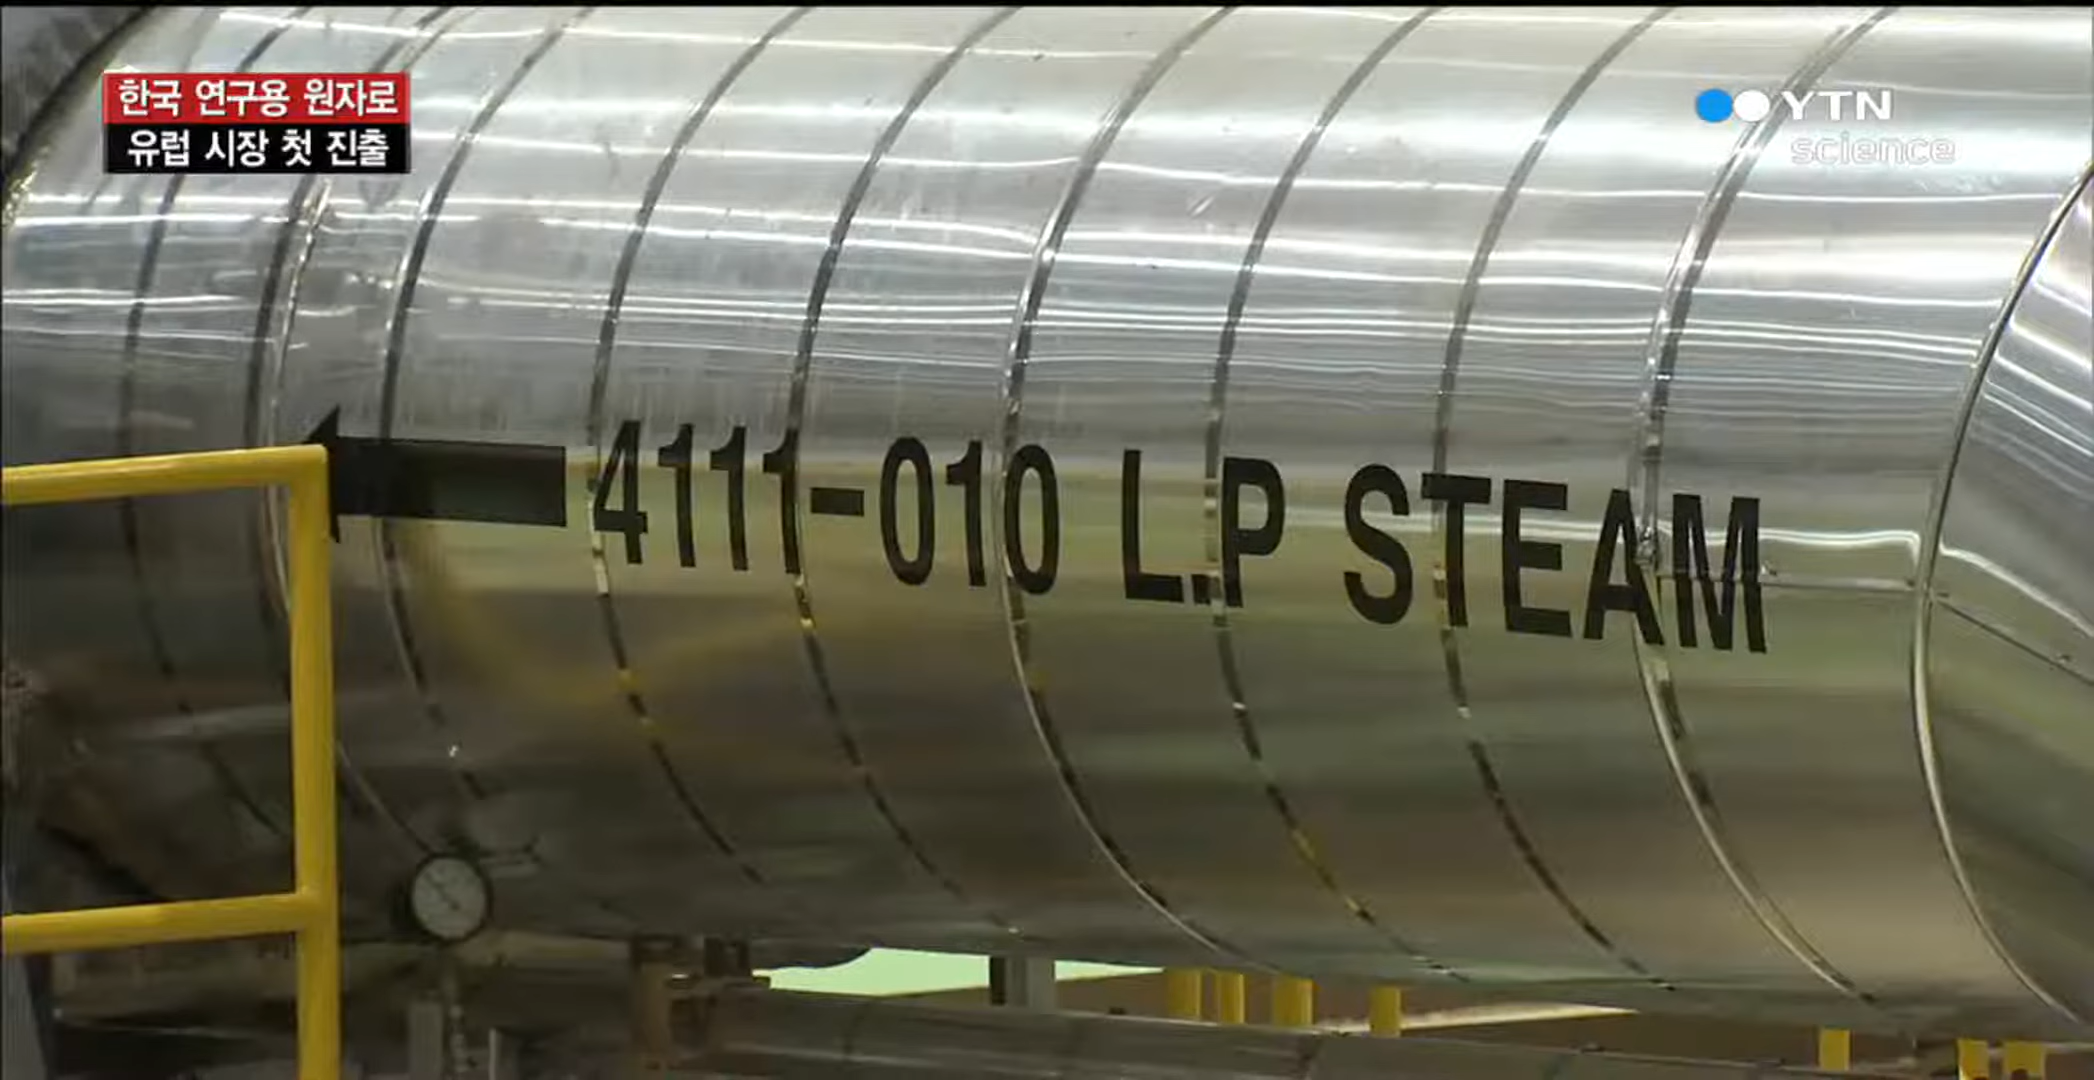 한국 연구용 원자로
유럽 시장 첫 진출
YTN
science
4111-010 L.P STEAM